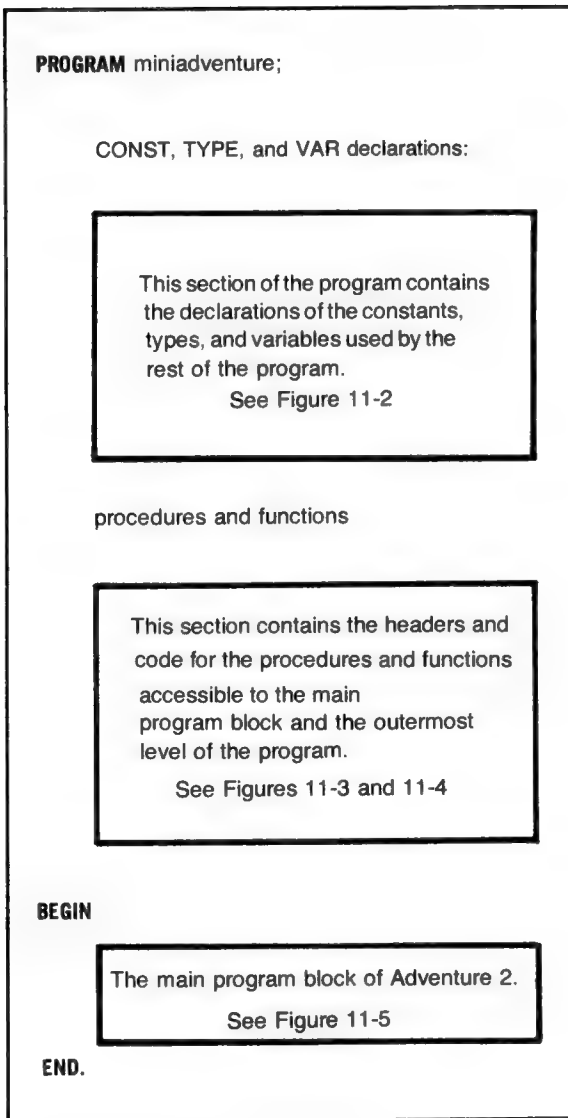 PROGRAM miniadventure;
CONST, TYPE, and VAR declarations:
This section of the program contains
the declarations of the constants,
types, and variables used by the
rest of the program.
See Figure 11-2
procedures and functions
This section contains the headers and
code for the procedures and functions
accessible to the main
program block and the outermost
level of the program.
See Figures 11-3 and 11-4
BEGIN
The main program block of Adventure 2.
See Figure 11-5
END.